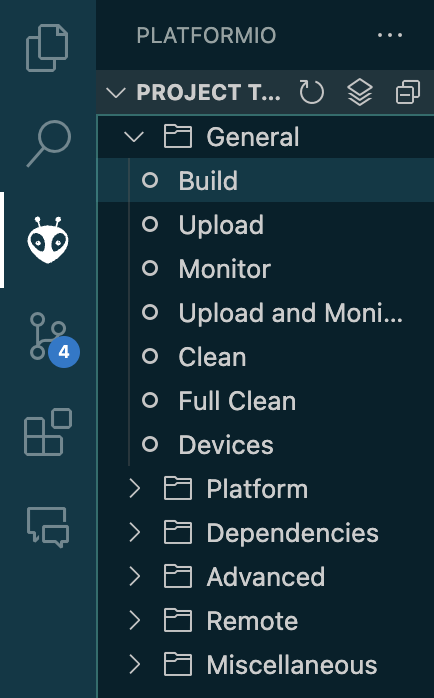 PLATFORMIO
PROJECT T...
General
Build
Upload
Monitor
Upload and Moni...
Clean
Full Clean
4
Devices
Platform
Dependencies
Advanced
Remote
Miscellaneous